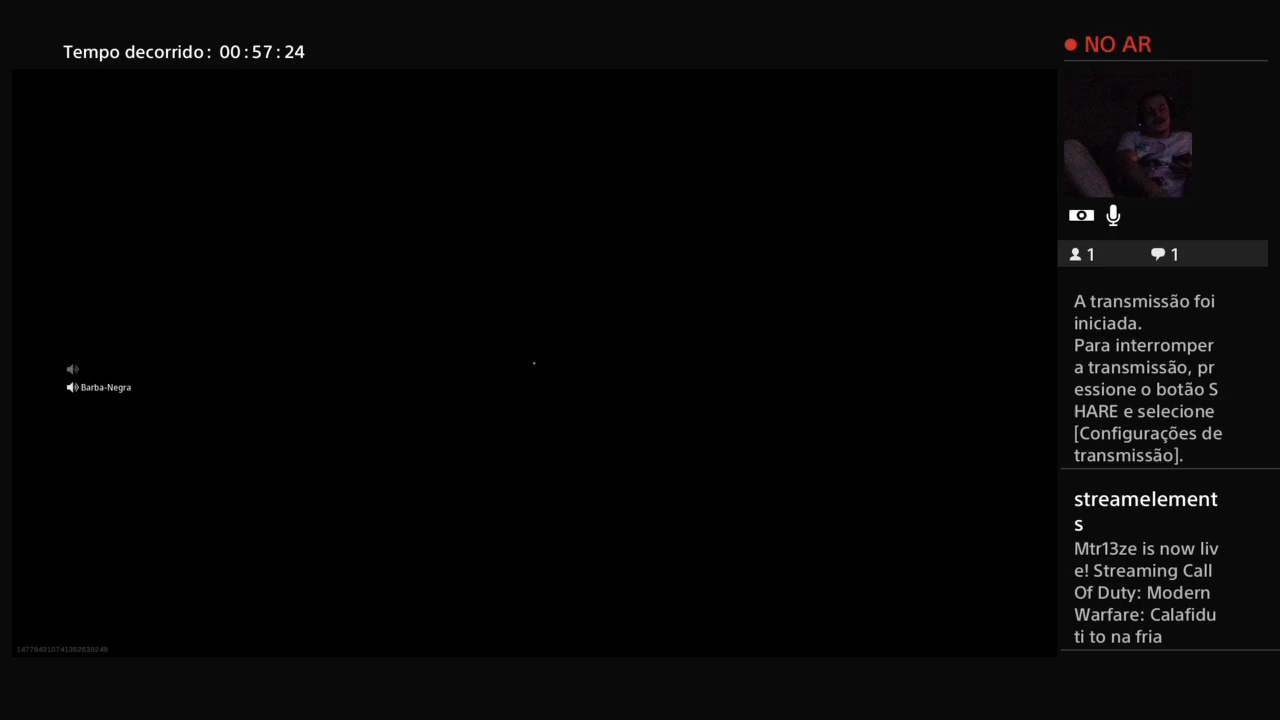 Tempo decorrido: 00:57:24
NO AR
1
1
A transmissão foi
iniciada.
Para interromper
a transmissão, pr
essione o botão S
HARE e selecione
[Configurações de
transmissão].
Barba-Negra
streamelement
s
Mtr13ze is now liv
e! Streaming Call
Of Duty: Modern
Warfare: Calafidu
ti to na fria